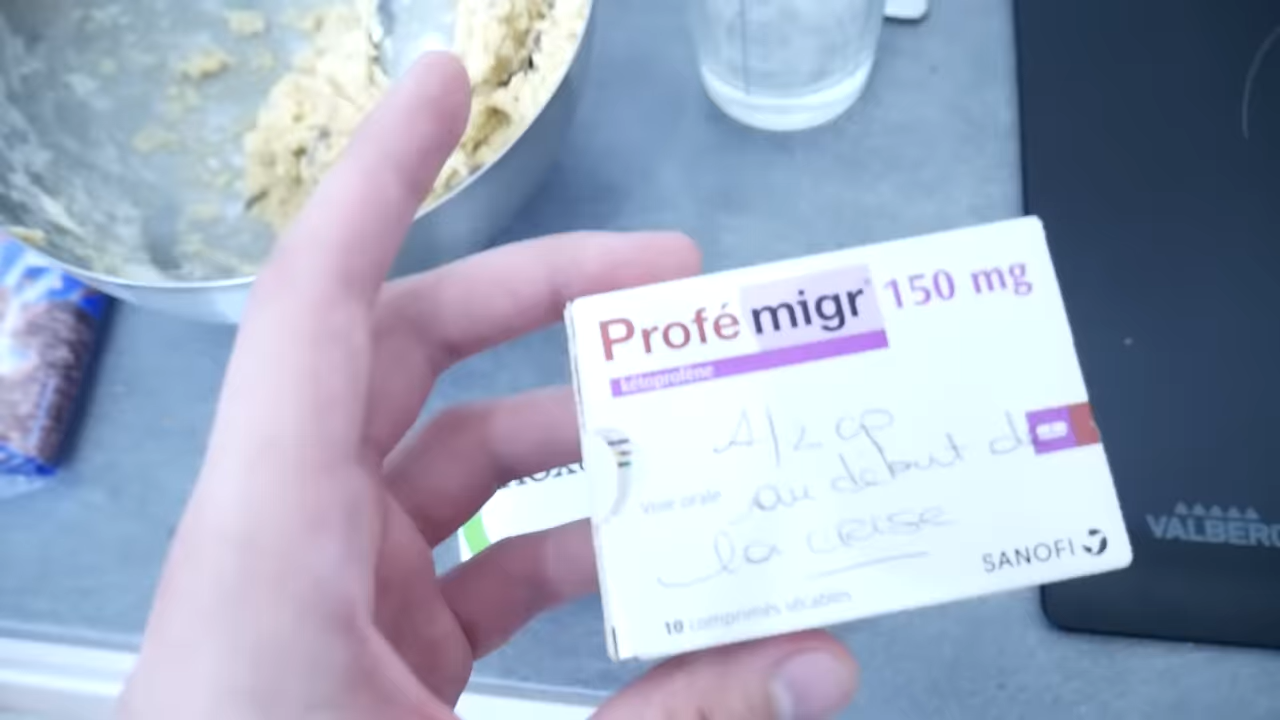 Profémigr 150 mg
kétoprofène
1/2 cp
Voie orale
au début de
la crise
SANOFI
10 comprimés sécables
VALBERG